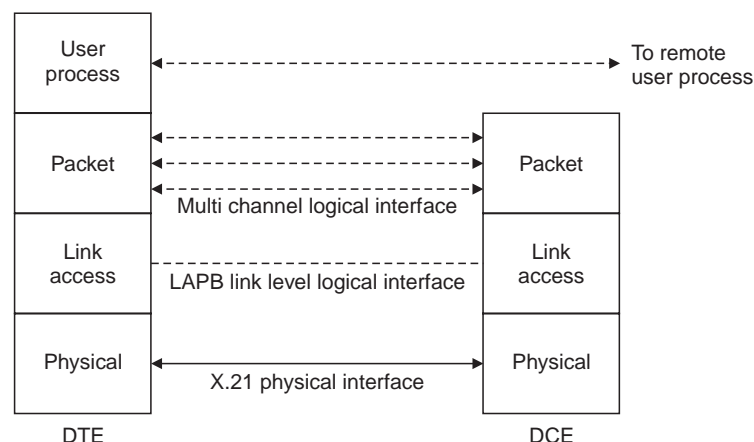 User
process
To remote
user process
Packet
Packet
Multi channel logical interface
Link
access
Link
access
LAPB link level logical interface
Physical
Physical
X.21 physical interface
DTE
DCE